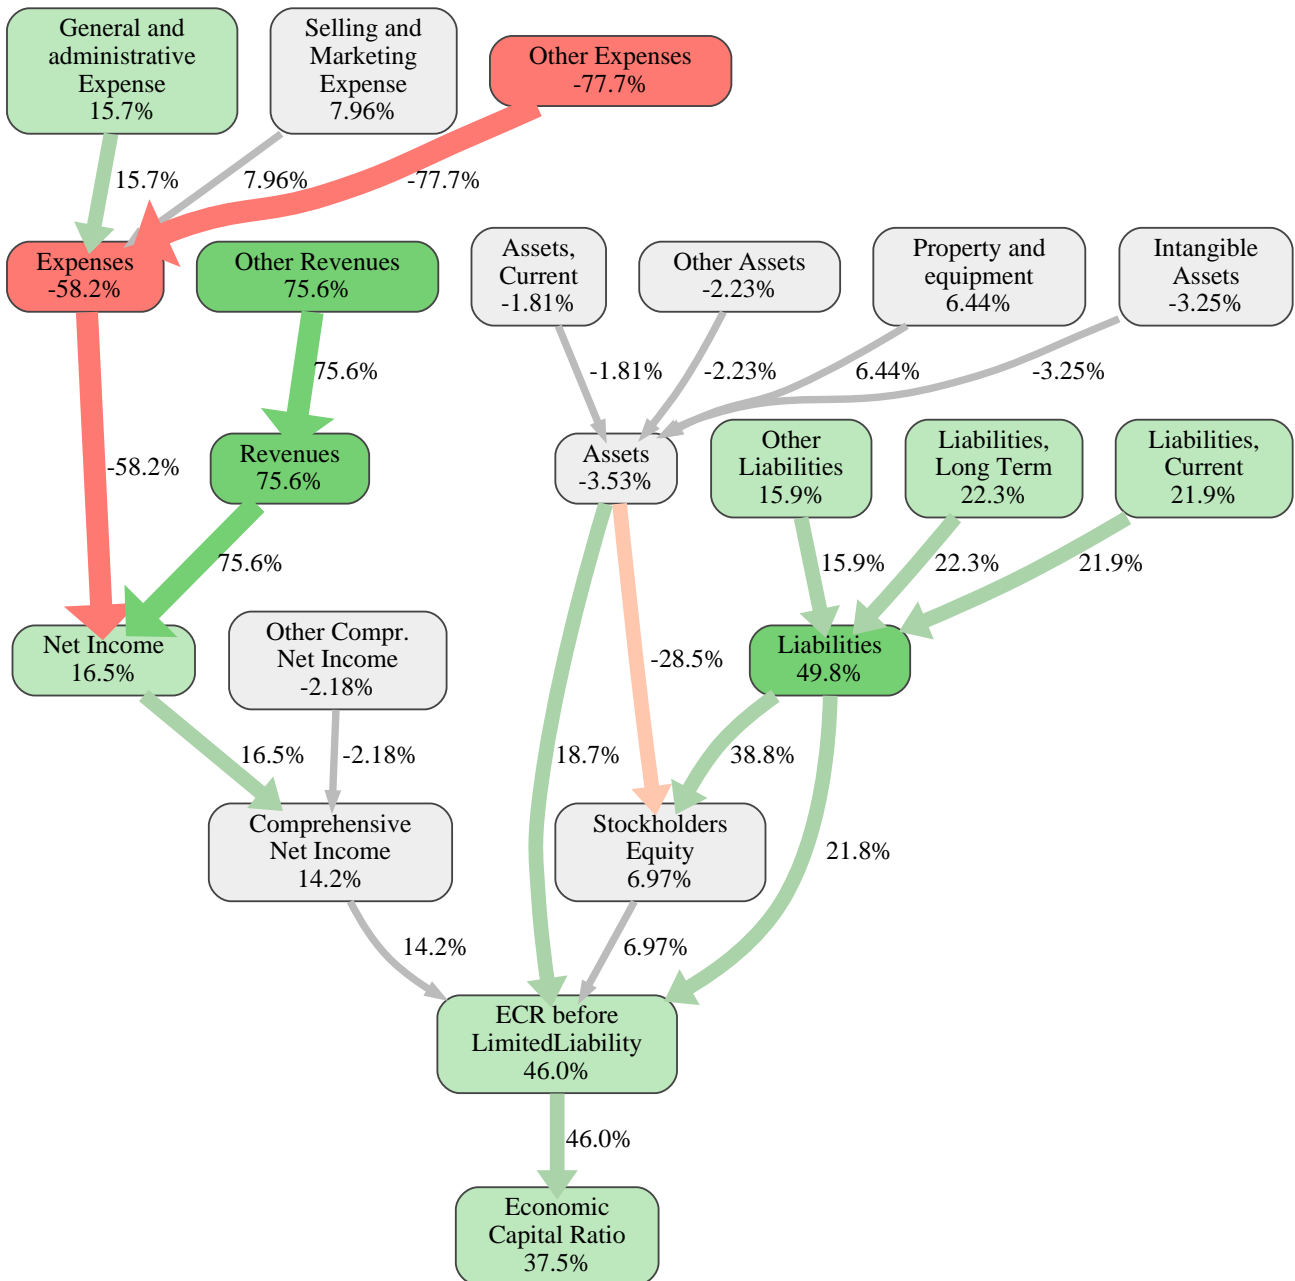 General and
administrative
Expense
15.7%
Selling and
Marketing
Expense
7.96%
Other Expenses
-77.7%
15.7%
7.96%
-77.7%
Expenses
-58.2%
Other Revenues
75.6%
Assets,
Current
-1.81%
Other Assets
-2.23%
Property and
equipment
6.44%
Intangible
Assets
-3.25%
75.6%
-1.81%
-2.23%
6.44%
-3.25%
-58.2%
Revenues
75.6%
Assets
-3.53%
Other
Liabilities
15.9%
Liabilities,
Long Term
22.3%
Liabilities,
Current
21.9%
75.6%
15.9%
22.3%
21.9%
Net Income
16.5%
Other Compr.
Net Income
-2.18%
-28.5%
Liabilities
49.8%
16.5%
-2.18%
18.7%
38.8%
Comprehensive
Net Income
14.2%
Stockholders
Equity
6.97%
21.8%
14.2%
6.97%
ECR before
LimitedLiability
46.0%
46.0%
Economic
Capital Ratio
37.5%